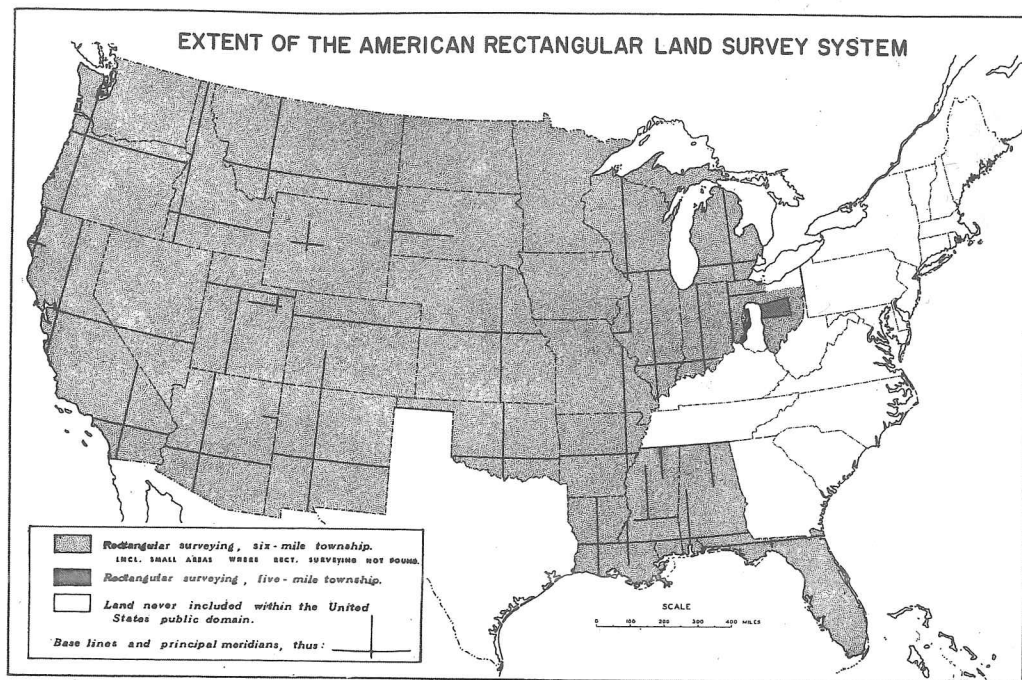 EXTENT OF THE AMERICAN RECTANGULAR LAND SURVEY SYSTEM
Rectangular surveying, six-mile township.
INCL. SMALL AREAS WHERE RECT. SURVEYING NOT FOUND.
Rectangular surveying, five-mile township.
Land never included within the United
States public domain.
Base lines and principal meridians, thus:
SCALE
0 100 200 300 400 MILES